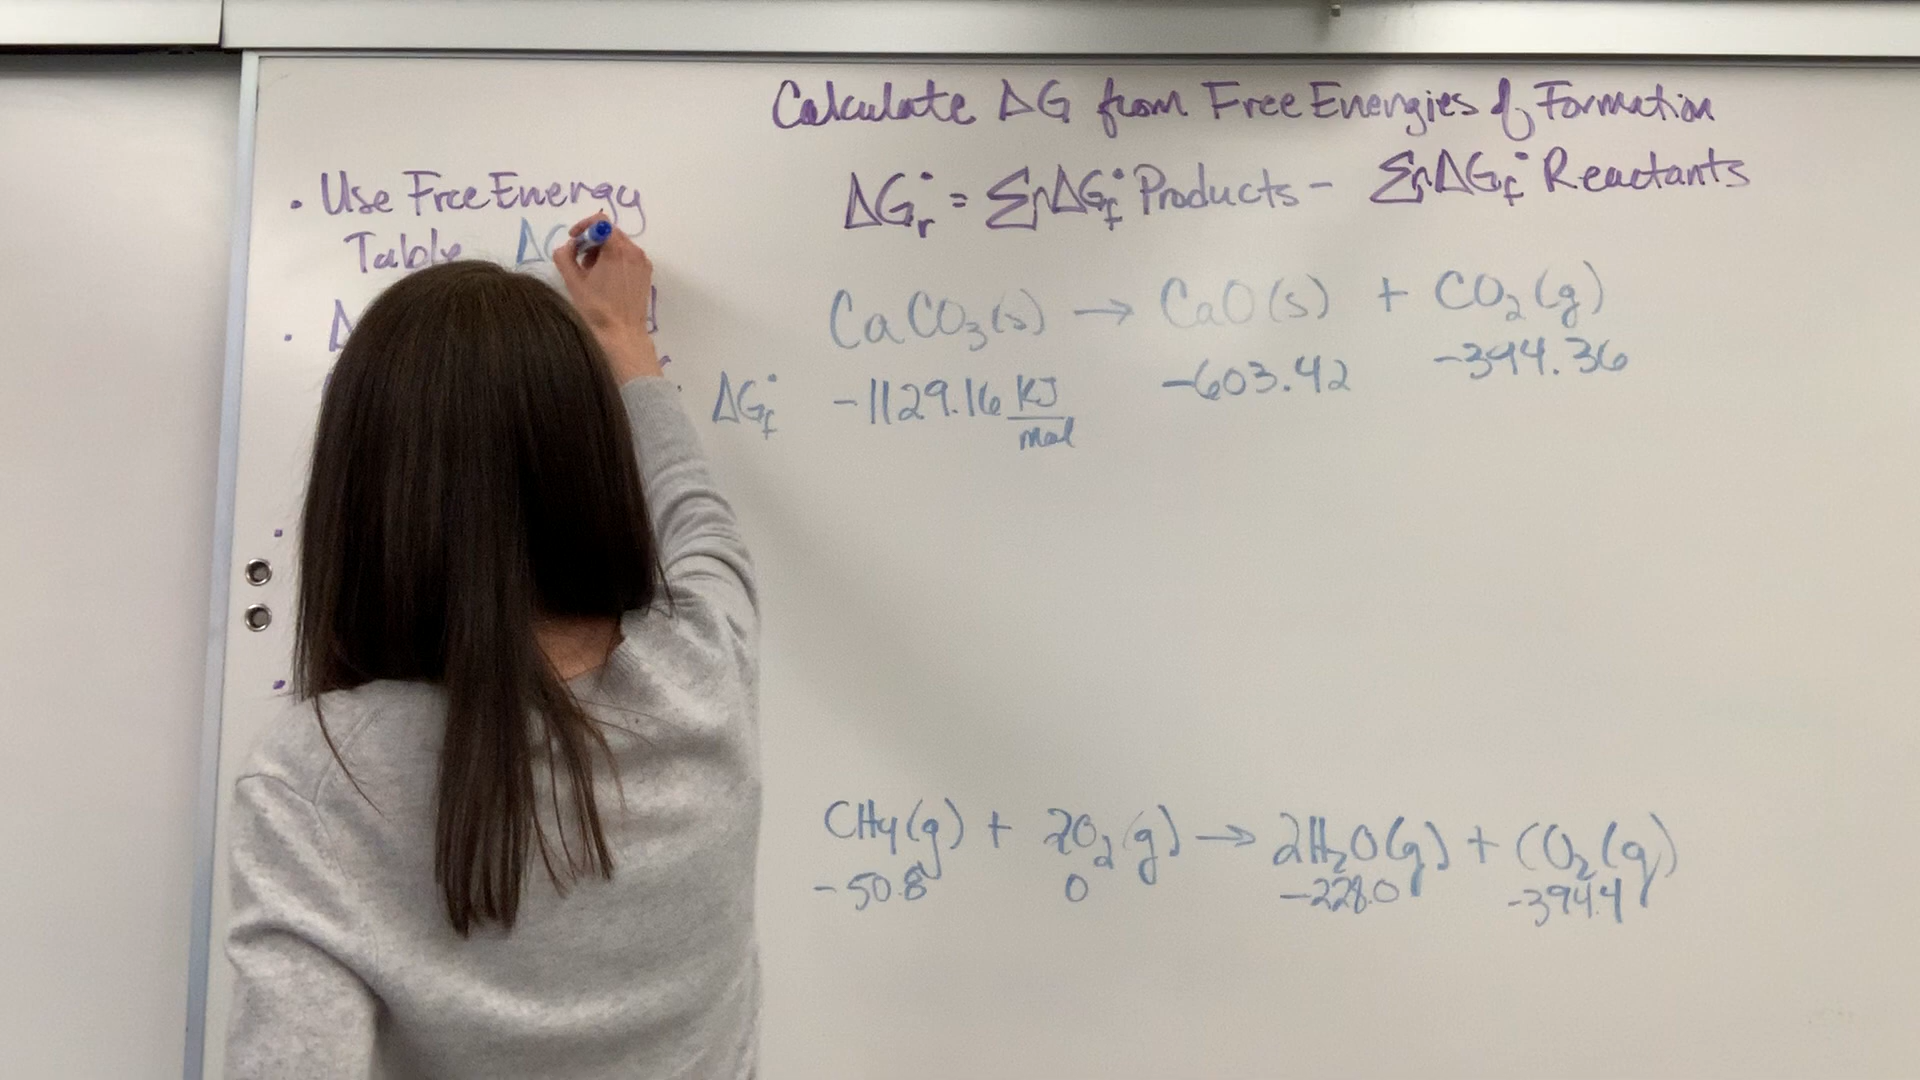 Calculate ΔG from Free Energies of Formation
ΔG°r = ΣnΔG°f Products - ΣnΔG°f Reactants
• Use Free Energy
Table ΔG
• Δ
CaCO₃(s) → CaO(s) + CO₂(g)
ΔG°f -1129.16 KJ/mol -603.42 -394.36
CH₄(g) + 2O₂(g) → 2H₂O(g) + CO₂(g)
-50.8 0 -228.0 -394.4